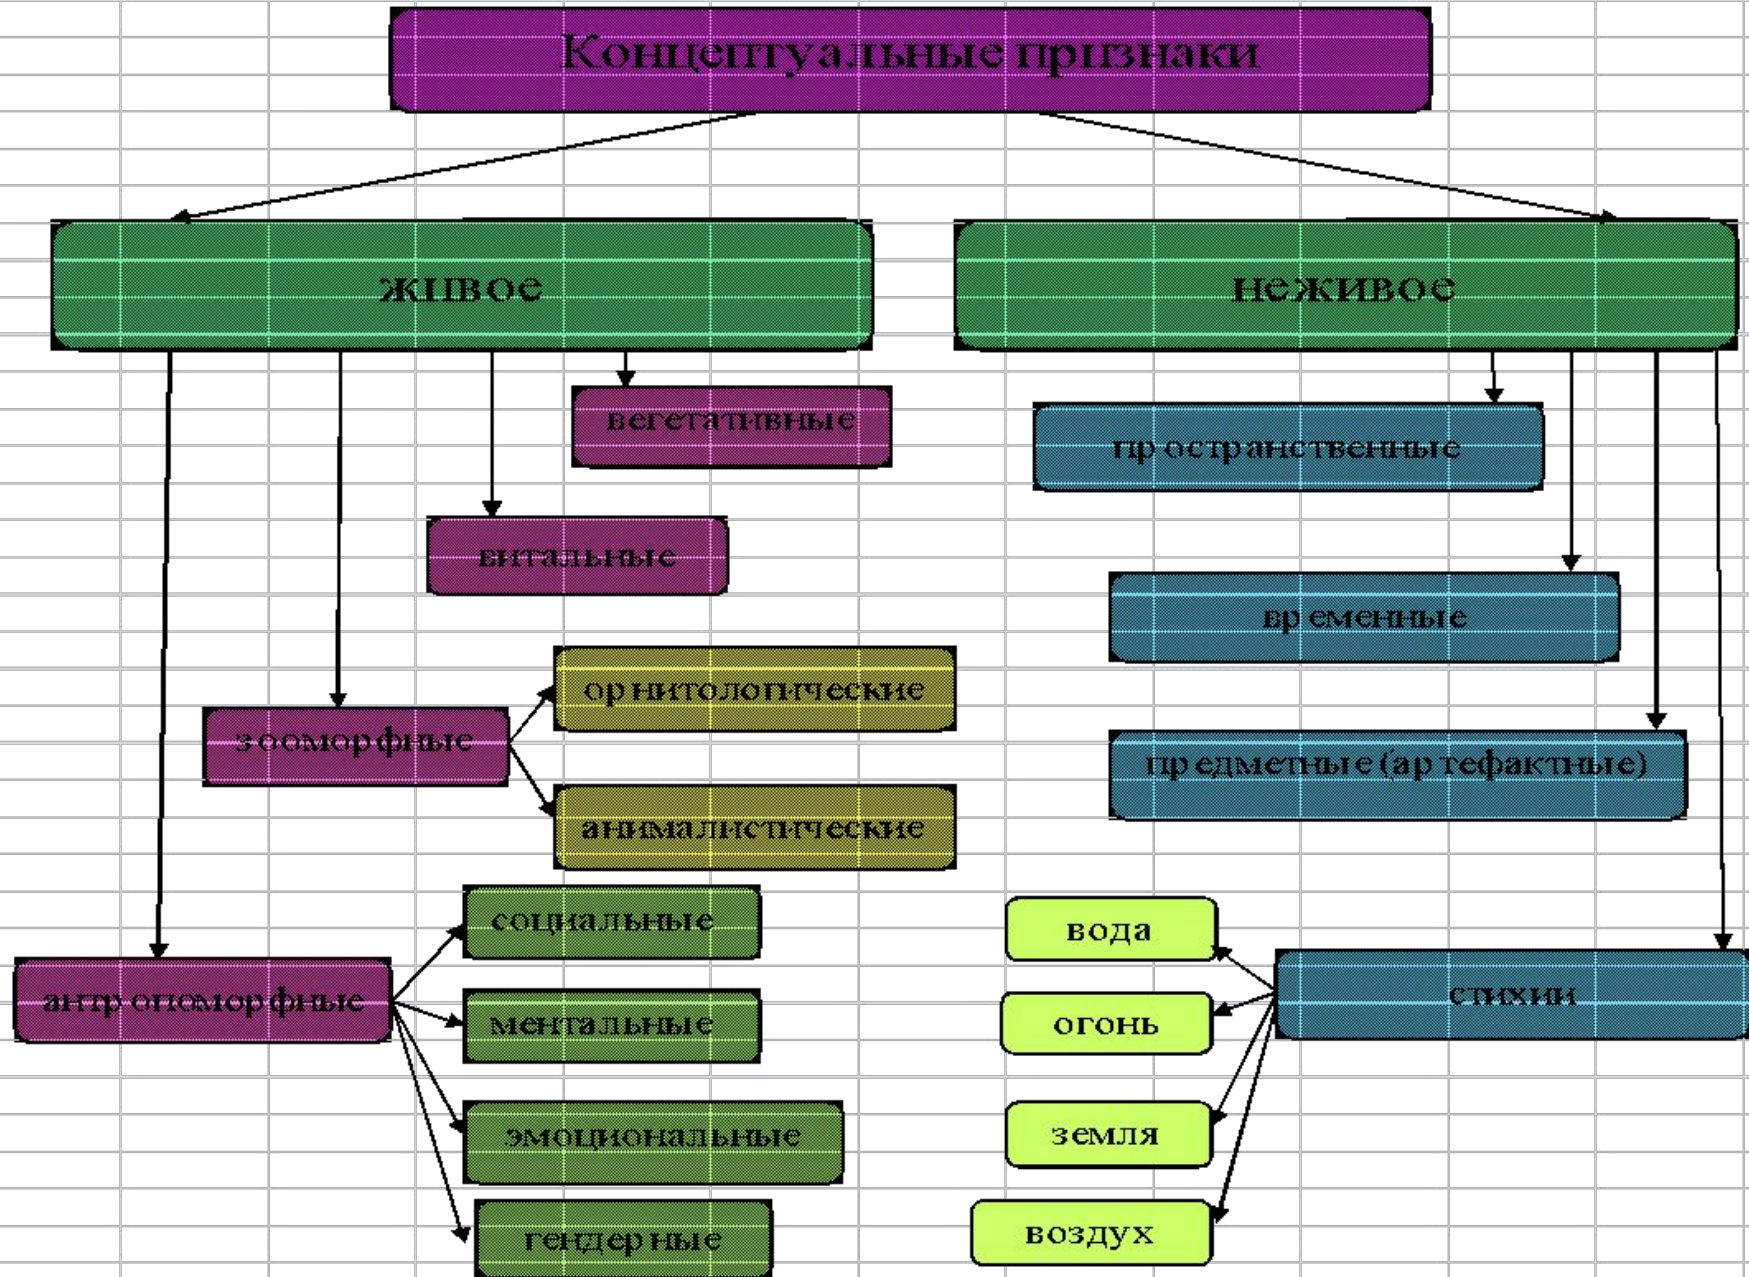 Концептуальные признаки
живое
неживое
вегетативные
пространственные
витальные
временные
орнитологические
зооморфные
предметные (артефактные)
анималистические
социальные
вода
антропоморфные
стихии
ментальные
огонь
эмоциональные
земля
гендерные
воздух